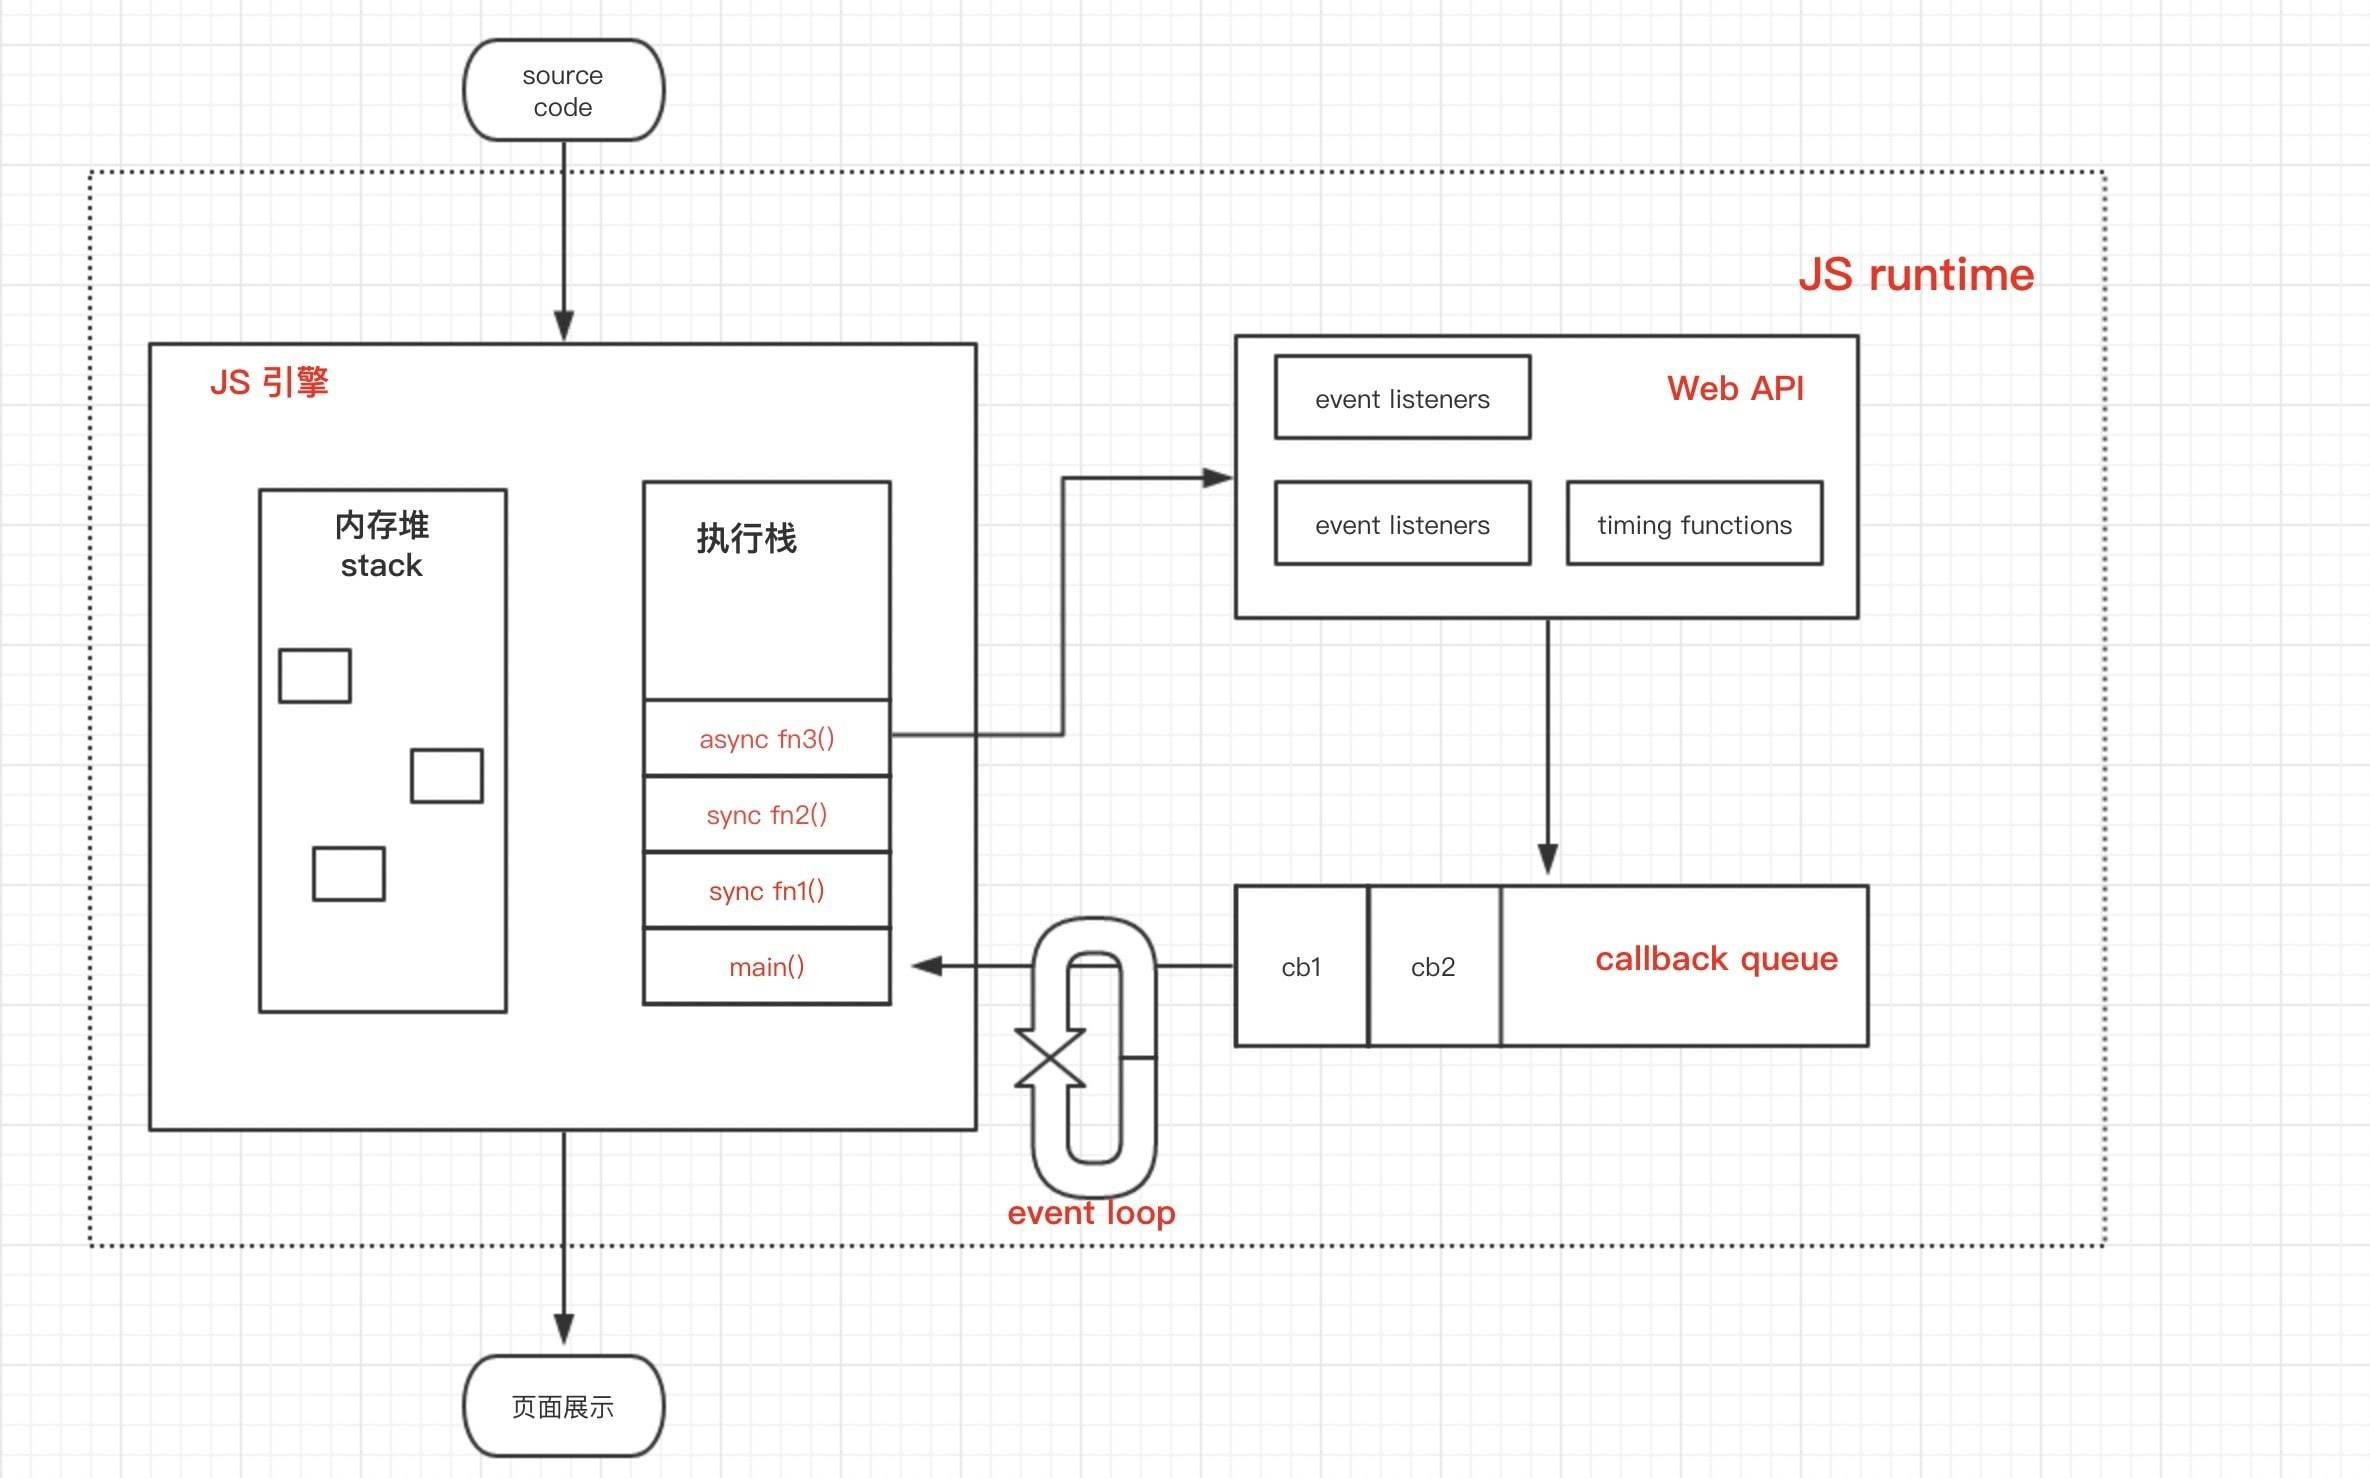 source
code
JS runtime
JS 引擎
Web API
event listeners
event listeners
timing functions
内存堆
stack
执行栈
async fn3()
sync fn2()
sync fn1()
main()
cb1
cb2
callback queue
event loop
页面展示